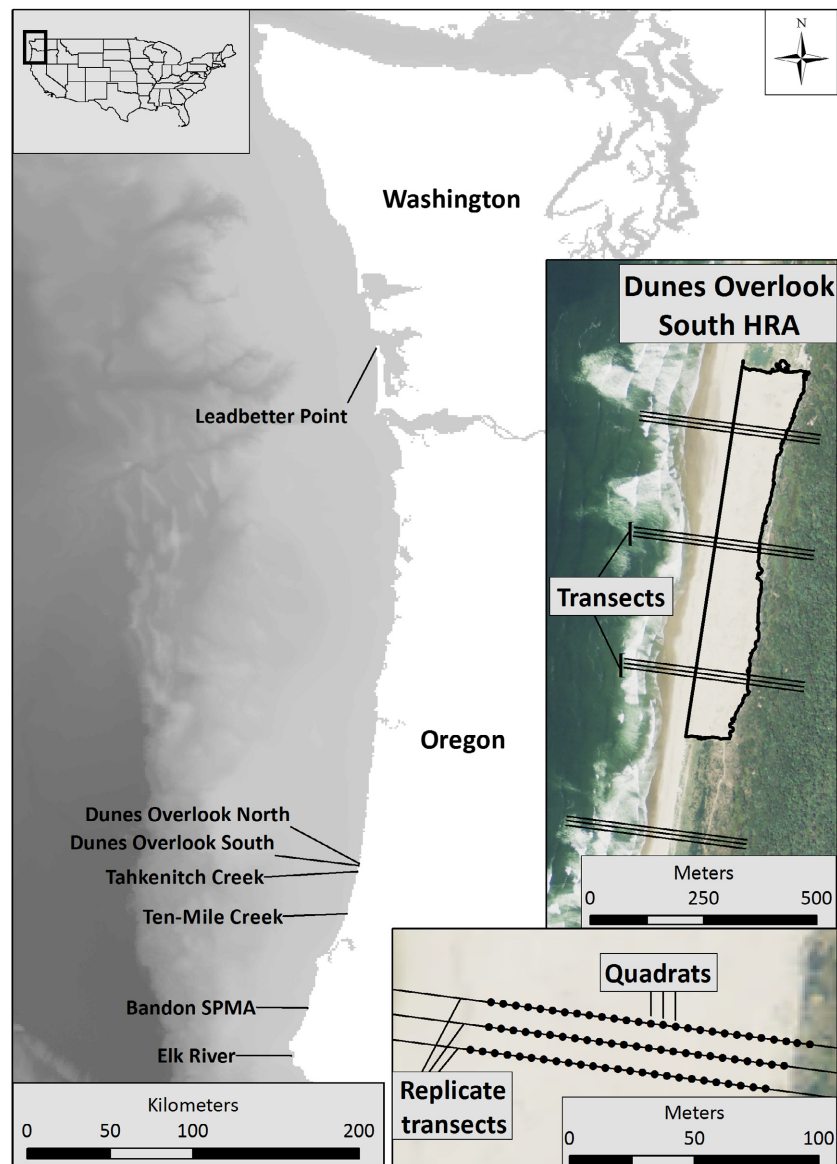 N
Washington
Dunes Overlook
South HRA
Leadbetter Point
Transects
Oregon
Dunes Overlook North
Dunes Overlook South
Tahkenitch Creek
Ten-Mile Creek
Bandon SPMA
Elk River
Meters
0 250 500
Quadrats
Replicate
transects
Kilometers
0 50 100 200
Meters
0 50 100